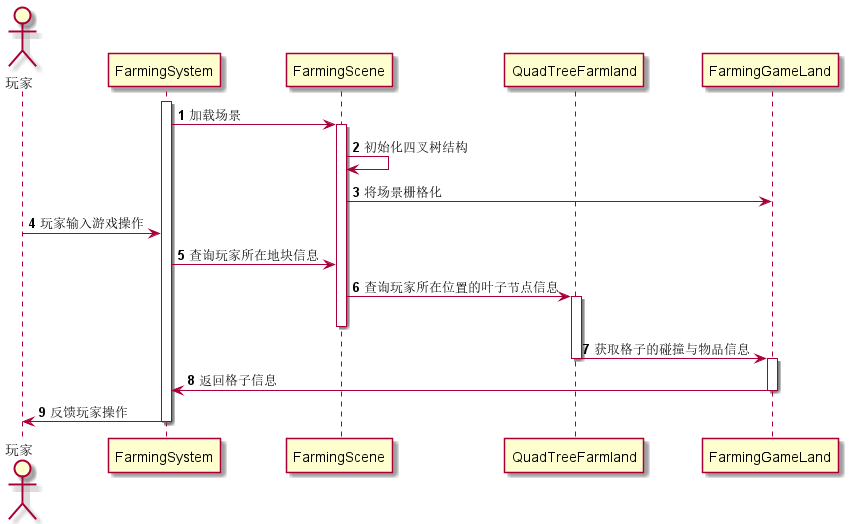 玩家
FarmingSystem
FarmingScene
QuadTreeFarmland
FarmingGameLand
1 加载场景
2 初始化四叉树结构
3 将场景栅格化
4 玩家输入游戏操作
5 查询玩家所在地块信息
6 查询玩家所在位置的叶子节点信息
7 获取格子的碰撞与物品信息
8 返回格子信息
9 反馈玩家操作
玩家
FarmingSystem
FarmingScene
QuadTreeFarmland
FarmingGameLand